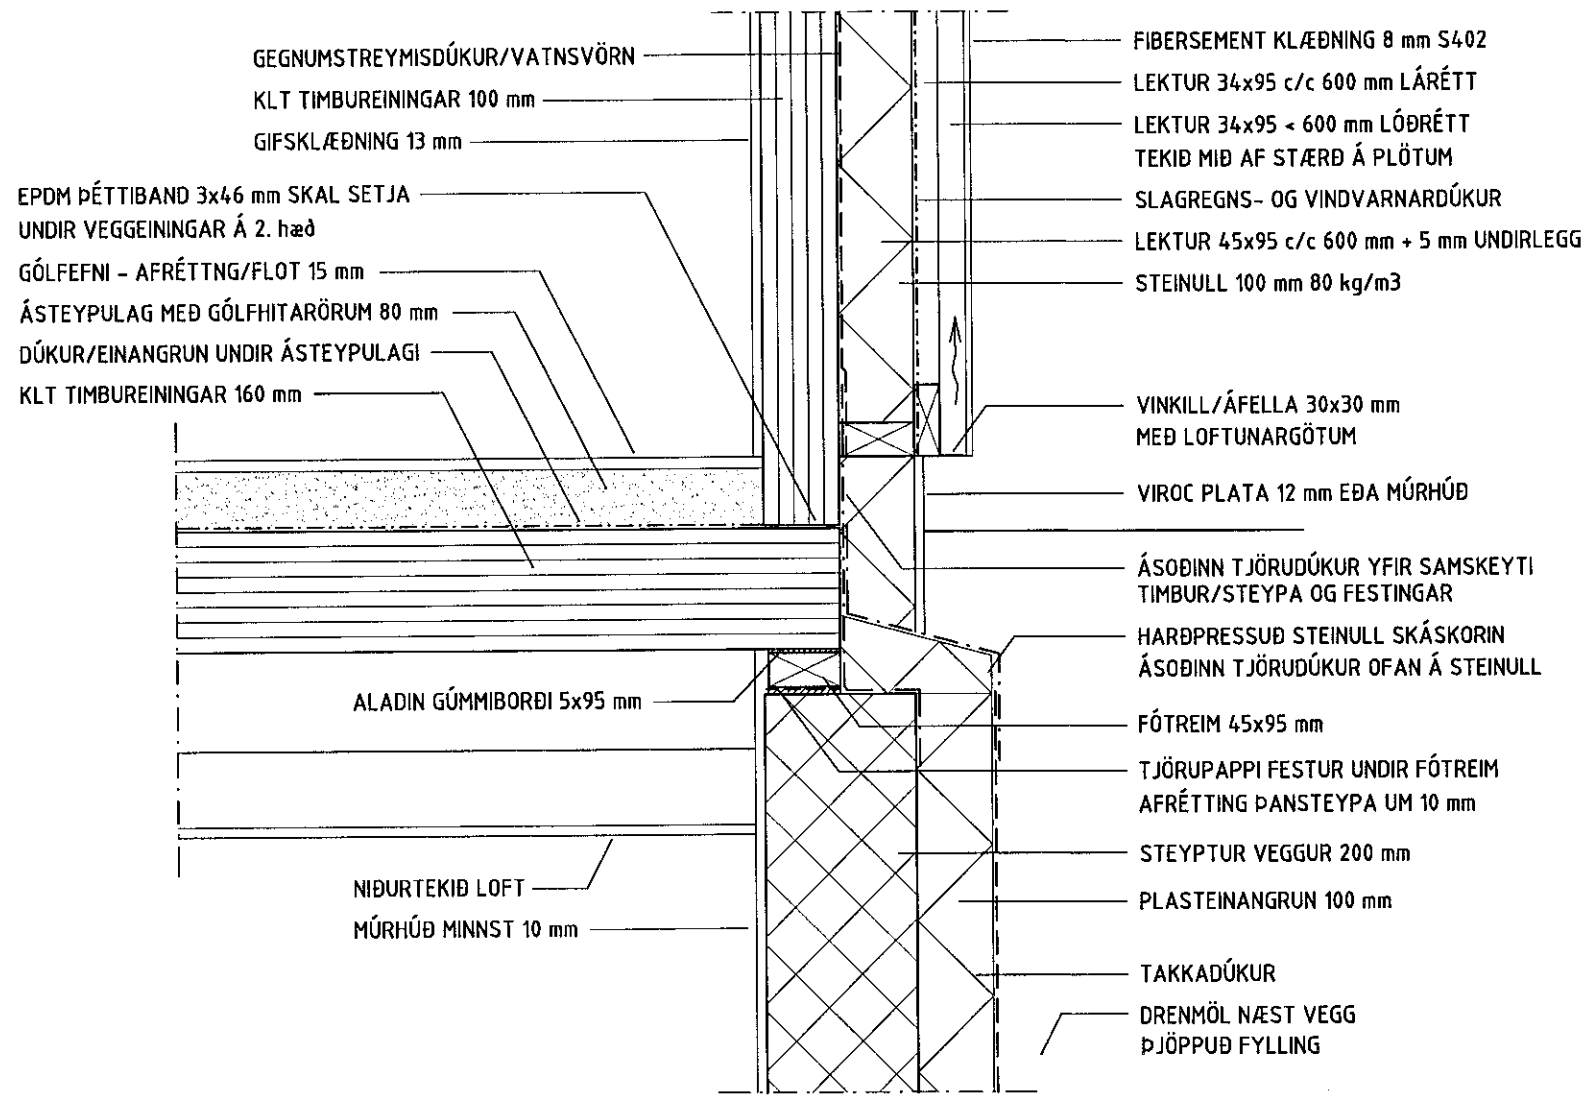 GEGNUMSTREYMISDÚKUR/VATNSVÖRN
KLT TIMBUREININGAR 100 mm
GIFSKLÆÐNING 13 mm
EPDM ÞÉTTIBAND 3x46 mm SKAL SETJA
UNDIR VEGGEININGAR Á 2. hæð
GÓLFEFNI - AFRÉTTNG/FLOT 15 mm
ÁSTEYPULAG MEÐ GÓLFHITARÖRUM 80 mm
DÚKUR/EINANGRUN UNDIR ÁSTEYPULAGI
KLT TIMBUREININGAR 160 mm
ALADIN GÚMMIBORÐI 5x95 mm
NIÐURTEKIÐ LOFT
MÚRHÚÐ MINNST 10 mm
FIBERSEMENT KLÆÐNING 8 mm S402
LEKTUR 34x95 c/c 600 mm LÁRÉTT
LEKTUR 34x95 < 600 mm LÓÐRÉTT
TEKIÐ MIÐ AF STÆRÐ Á PLÖTUM
SLAGREGNS- OG VINDVARNARDÚKUR
LEKTUR 45x95 c/c 600 mm + 5 mm UNDIRLEGG
STEINULL 100 mm 80 kg/m3
VINKILL/ÁFELLA 30x30 mm
MEÐ LOFTUNARGÖTUM
VIROC PLATA 12 mm EÐA MÚRHÚÐ
ÁSOÐINN TJÖRUDÚKUR YFIR SAMSKEYTI
TIMBUR/STEYPA OG FESTINGAR
HARÐPRESSUÐ STEINULL SKÁSKORIN
ÁSOÐINN TJÖRUDÚKUR OFAN Á STEINULL
FÓTREIM 45x95 mm
TJÖRUPAPPI FESTUR UNDIR FÓTREIM
AFRÉTTING ÞANSTEYPA UM 10 mm
STEYPTUR VEGGUR 200 mm
PLASTEINANGRUN 100 mm
TAKKADÚKUR
DRENMÖL NÆST VEGG
ÞJÖPPUÐ FYLLING